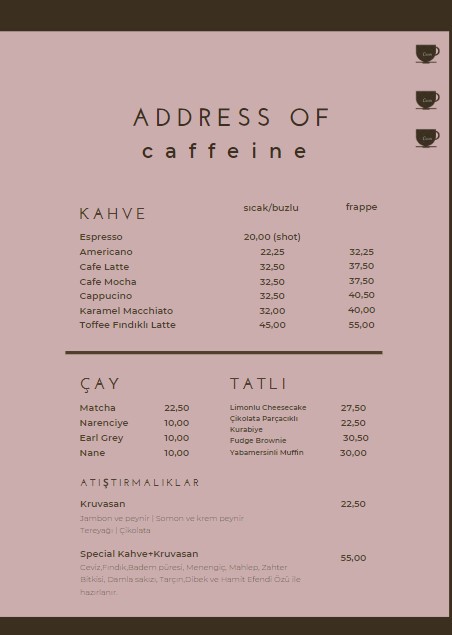 ADDRESS OF
caffeine
KAHVE sıcak/buzlu frappe
Espresso 20,00 (shot)
Americano 22,25 32,25
Cafe Latte 32,50 37,50
Cafe Mocha 32,50 37,50
Cappucino 32,50 40,50
Karamel Macchiato 32,00 40,00
Toffee Fındıklı Latte 45,00 55,00
ÇAY
Matcha 22,50
Narenciye 10,00
Earl Grey 10,00
Nane 10,00
TATLI
Limonlu Cheesecake 27,50
Çikolata Parçacıklı
Kurabiye 22,50
Fudge Brownie 30,50
Yabamersinli Muffin 30,00
ATIŞTIRMALIKLAR
Kruvasan 22,50
Jambon ve peynir | Somon ve krem peynir
Tereyağı | Çikolata
Special Kahve+Kruvasan 55,00
Ceviz,Fındık,Badem püresi, Menengiç, Mahlep, Zahter
Bitkisi, Damla sakızı, Tarçın,Dibek ve Hamit Efendi Özü ile
hazırlanır.